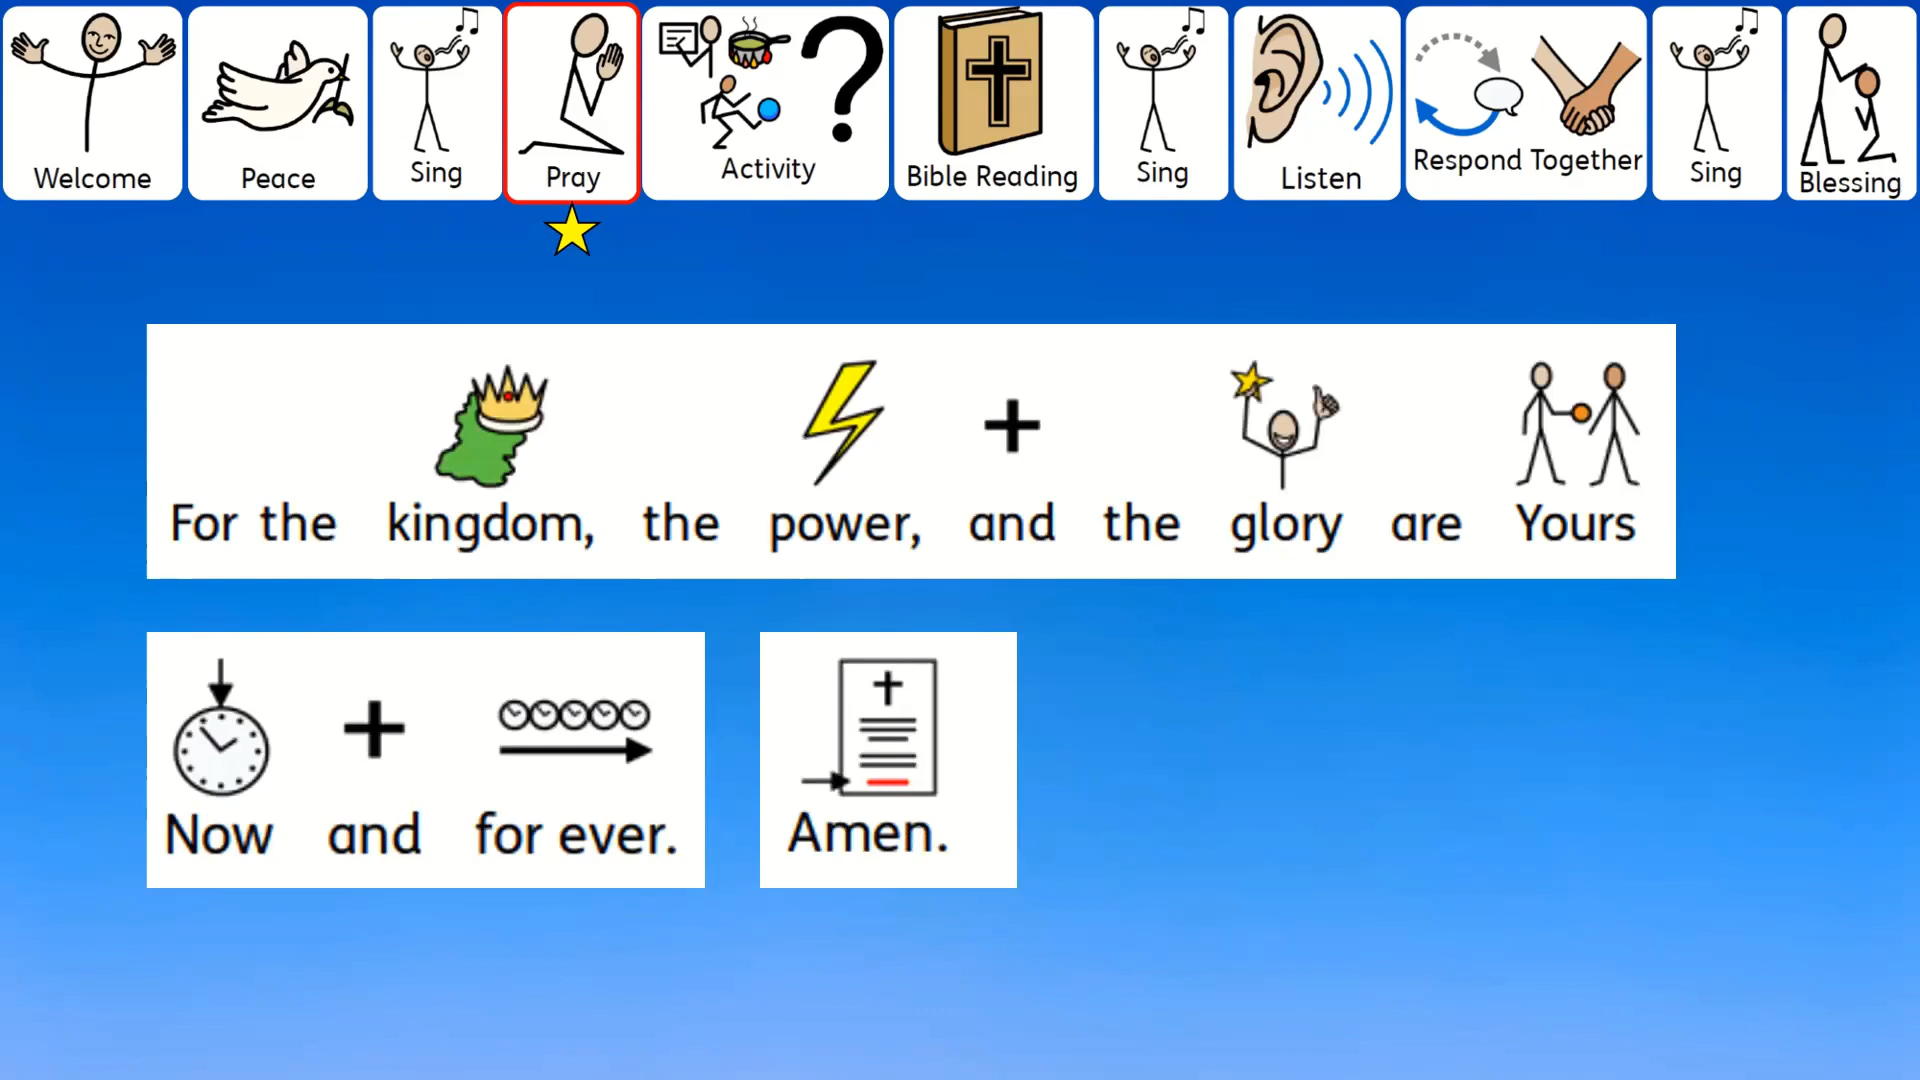 Welcome
Peace
Sing
Pray
Activity
Bible Reading
Sing
Listen
Respond Together
Sing
Blessing
For the kingdom, the power, and the glory are Yours
Now and for ever.
Amen.